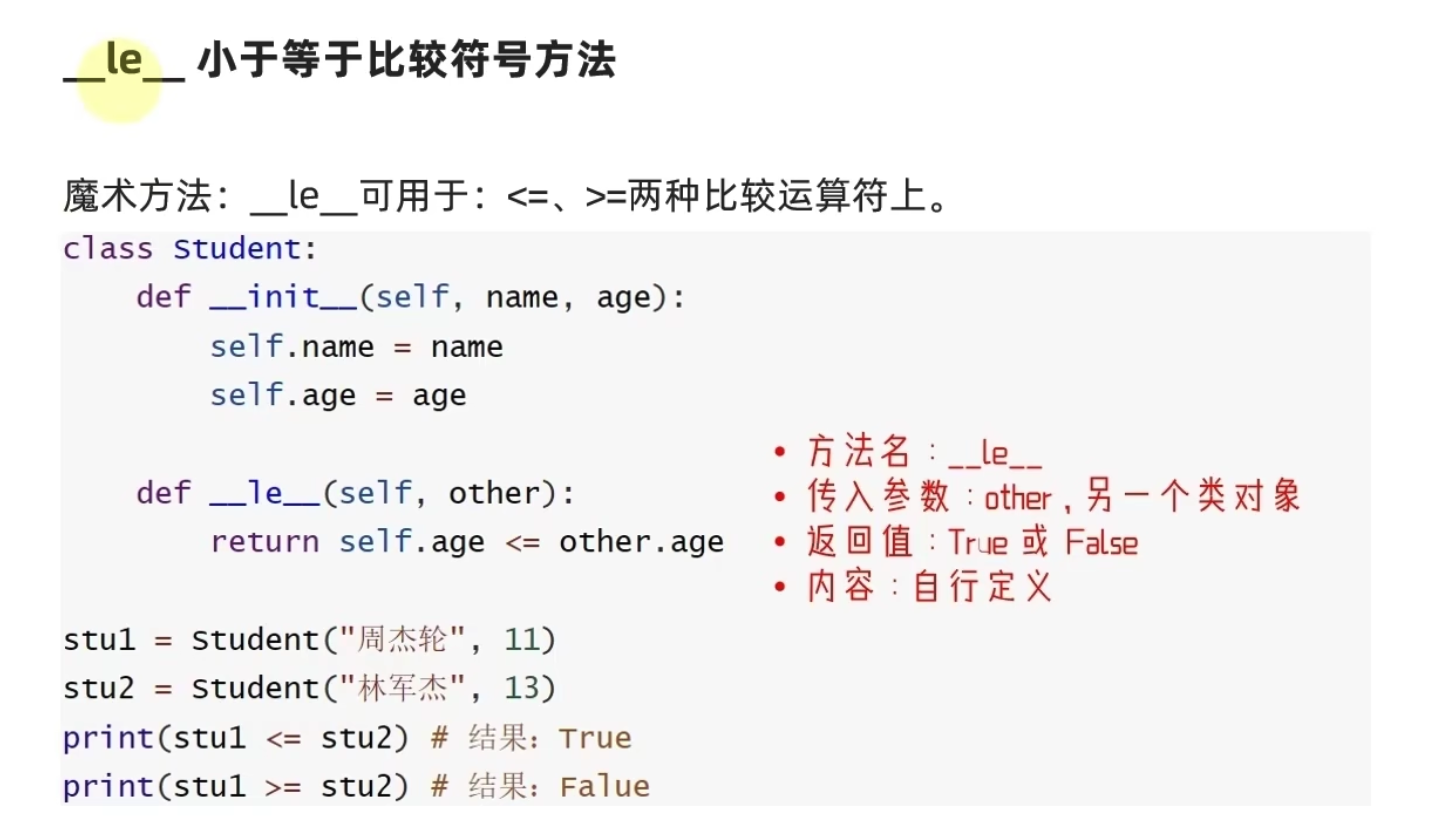 __le__ 小于等于比较符号方法
魔术方法：__le__可用于：<=、>=两种比较运算符上。
class Student:
    def __init__(self, name, age):
        self.name = name
        self.age = age
    def __le__(self, other):
        return self.age <= other.age
• 方法名：__le__
• 传入参数：other，另一个类对象
• 返回值：True 或 False
• 内容：自行定义
stu1 = Student("周杰轮", 11)
stu2 = Student("林军杰", 13)
print(stu1 <= stu2) # 结果：True
print(stu1 >= stu2) # 结果：Falue